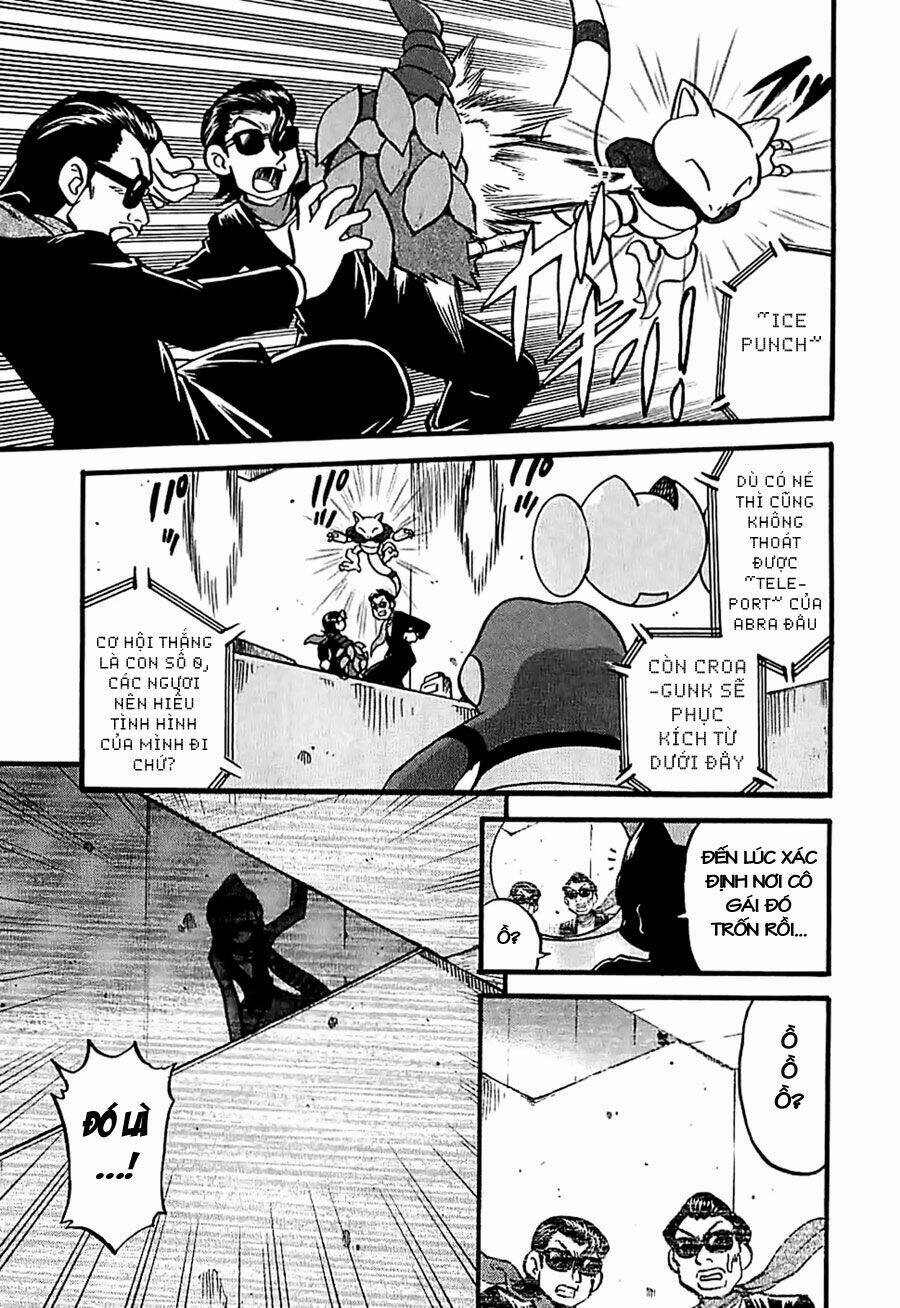 ~ICE
PUNCH~
DÙ CÓ NÉ
THÌ CŨNG
KHÔNG
THOÁT
ĐƯỢC
~TELE-
PORT~ CỦA
ABRA ĐÂU
CÒN CROA
-GUNK SẼ
PHỤC
KÍCH TỪ
DƯỚI ĐÂY
CƠ HỘI THẮNG
LÀ CON SỐ 0,
CÁC NGƯƠI
NÊN HIỂU
TÌNH HÌNH
CỦA MÌNH ĐI
CHỨ?
ĐẾN LÚC XÁC
ĐỊNH NƠI CÔ
GÁI ĐÓ
TRỐN RỒI...
Ồ?
Ồ
Ồ
Ồ?
ĐÓ LÀ
...!